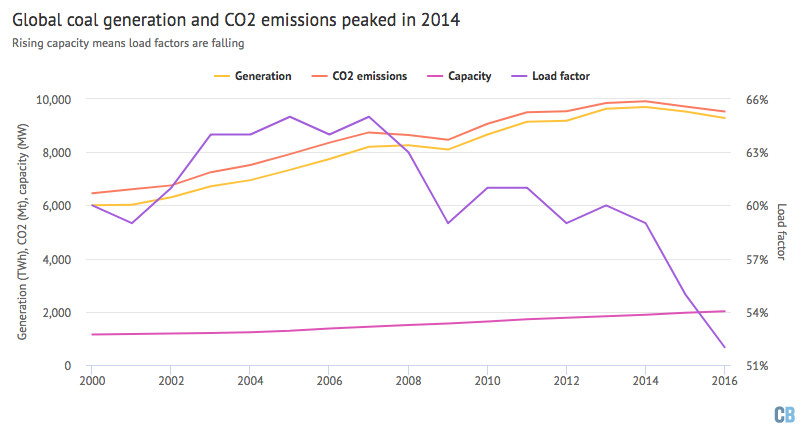 Global coal generation and CO2 emissions peaked in 2014
Rising capacity means load factors are falling
Generation CO2 emissions Capacity Load factor
Generation (TWh), CO2 (Mt), capacity (MW)
10,000
8,000
6,000
4,000
2,000
0
66%
63%
60%
57%
54%
51%
Load factor
2000 2002 2004 2006 2008 2010 2012 2014 2016
CB